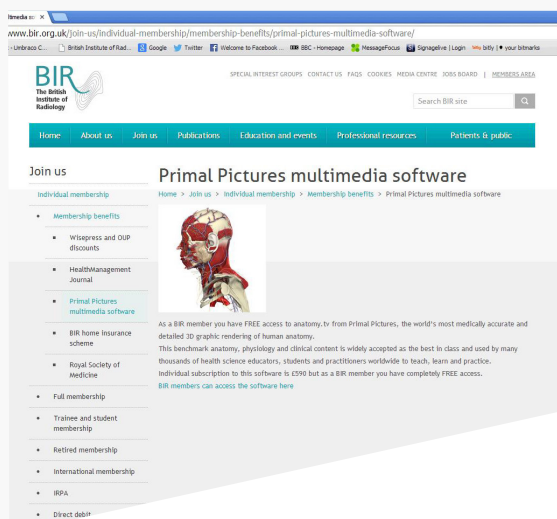 ltimedia so
www.bir.org.uk/join-us/individual-membership/membership-benefits/primal-pictures-multimedia-software/
- Umbraco C... British Institute of Rad... Google Twitter Welcome to Facebook ... BBC - Homepage MessageFocus Signagelive | Login bitly bitly | ♥ your bitmarks
BIR
The British
Institute of
Radiology
SPECIAL INTEREST GROUPS CONTACT US FAQS COOKIES MEDIA CENTRE JOBS BOARD | MEMBERS AREA
Search BIR site
Home About us Join us Publications Education and events Professional resources Patients & public
Join us
Individual membership
• Membership benefits
▪ Wisepress and OUP
discounts
▪ HealthManagement
Journal
▪ Primal Pictures
multimedia software
▪ BIR home insurance
scheme
▪ Royal Society of
Medicine
• Full membership
• Trainee and student
membership
• Retired membership
• International membership
• IRPA
• Direct debit
Primal Pictures multimedia software
Home > Join us > Individual membership > Membership benefits > Primal Pictures multimedia software
As a BIR member you have FREE access to anatomy.tv from Primal Pictures, the world's most medically accurate and
detailed 3D graphic rendering of human anatomy.
This benchmark anatomy, physiology and clinical content is widely accepted as the best in class and used by many
thousands of health science educators, students and practitioners worldwide to teach, learn and practice.
Individual subscription to this software is £590 but as a BIR member you have completely FREE access.
BIR members can access the software here